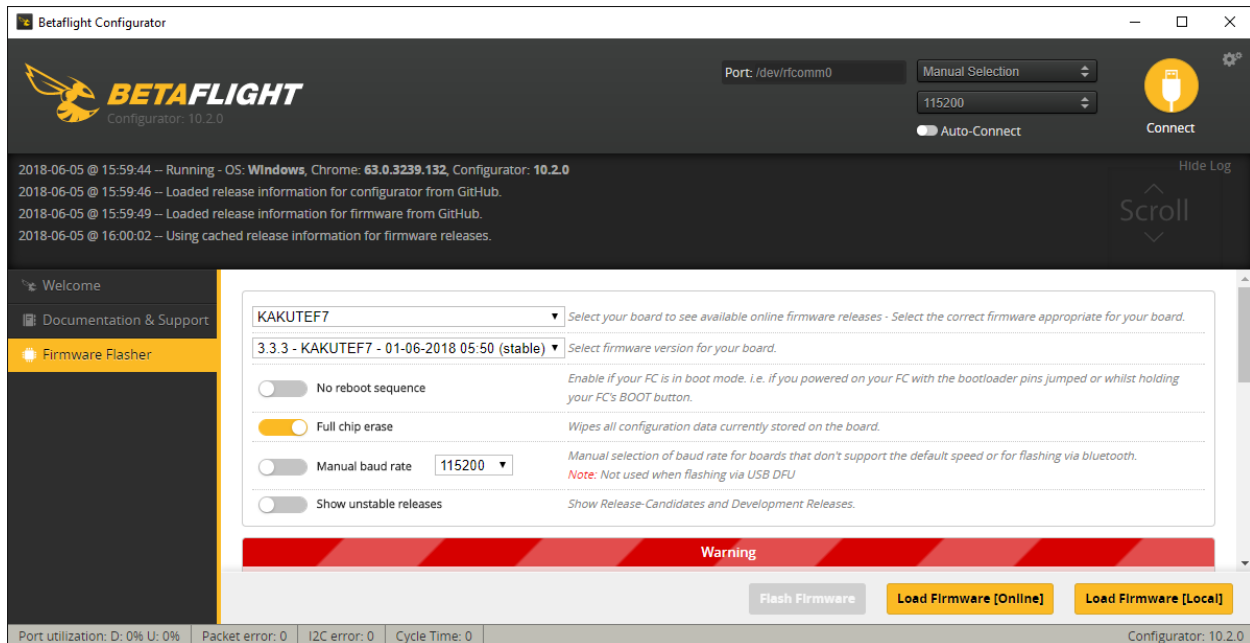 Betaflight Configurator
BETAFLIGHT
Configurator: 10.2.0
Port: /dev/rfcomm0
Manual Selection
115200
Auto-Connect
Connect
2018-06-05 @ 15:59:44 -- Running - OS: Windows, Chrome: 63.0.3239.132, Configurator: 10.2.0
2018-06-05 @ 15:59:46 -- Loaded release information for configurator from GitHub.
2018-06-05 @ 15:59:49 -- Loaded release information for firmware from GitHub.
2018-06-05 @ 16:00:02 -- Using cached release information for firmware releases.
Hide Log
Scroll
Welcome
Documentation & Support
Firmware Flasher
KAKUTEF7 Select your board to see available online firmware releases - Select the correct firmware appropriate for your board.
3.3.3 - KAKUTEF7 - 01-06-2018 05:50 (stable) Select firmware version for your board.
No reboot sequence
Enable if your FC is in boot mode. i.e. if you powered on your FC with the bootloader pins jumped or whilst holding
your FC's BOOT button.
Full chip erase Wipes all configuration data currently stored on the board.
Manual baud rate 115200
Manual selection of baud rate for boards that don't support the default speed or for flashing via bluetooth.
Note: Not used when flashing via USB DFU
Show unstable releases Show Release-Candidates and Development Releases.
Warning
Flash Firmware Load Firmware [Online] Load Firmware [Local]
Port utilization: D: 0% U: 0% Packet error: 0 I2C error: 0 Cycle Time: 0 Configurator: 10.2.0